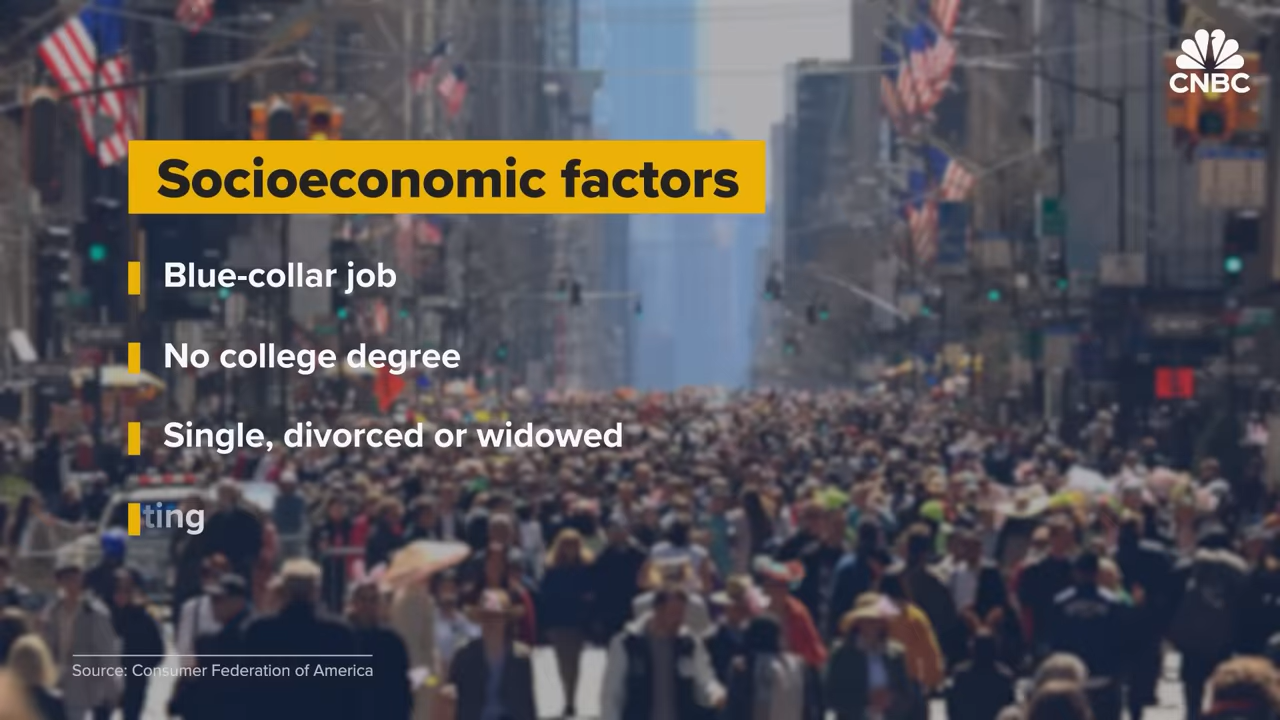 CNBC
Socioeconomic factors
Blue-collar job
No college degree
Single, divorced or widowed
ting
Source: Consumer Federation of America